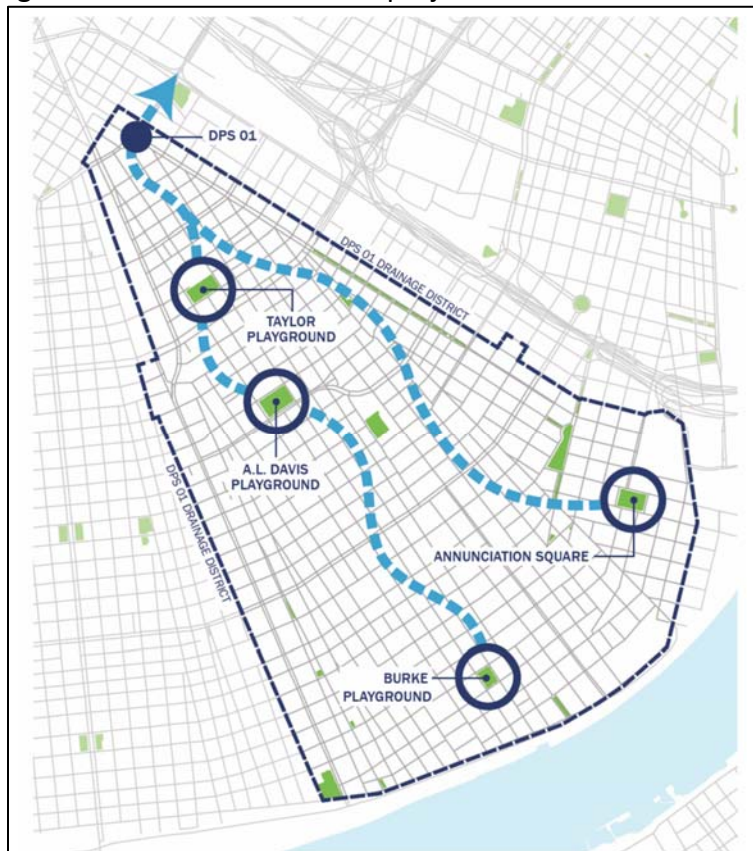 DPS 01
DPS 01 DRAINAGE DISTRICT
TAYLOR
PLAYGROUND
A.L. DAVIS
PLAYGROUND
DPS 01 DRAINAGE DISTRICT
ANNUNCIATION SQUARE
BURKE
PLAYGROUND